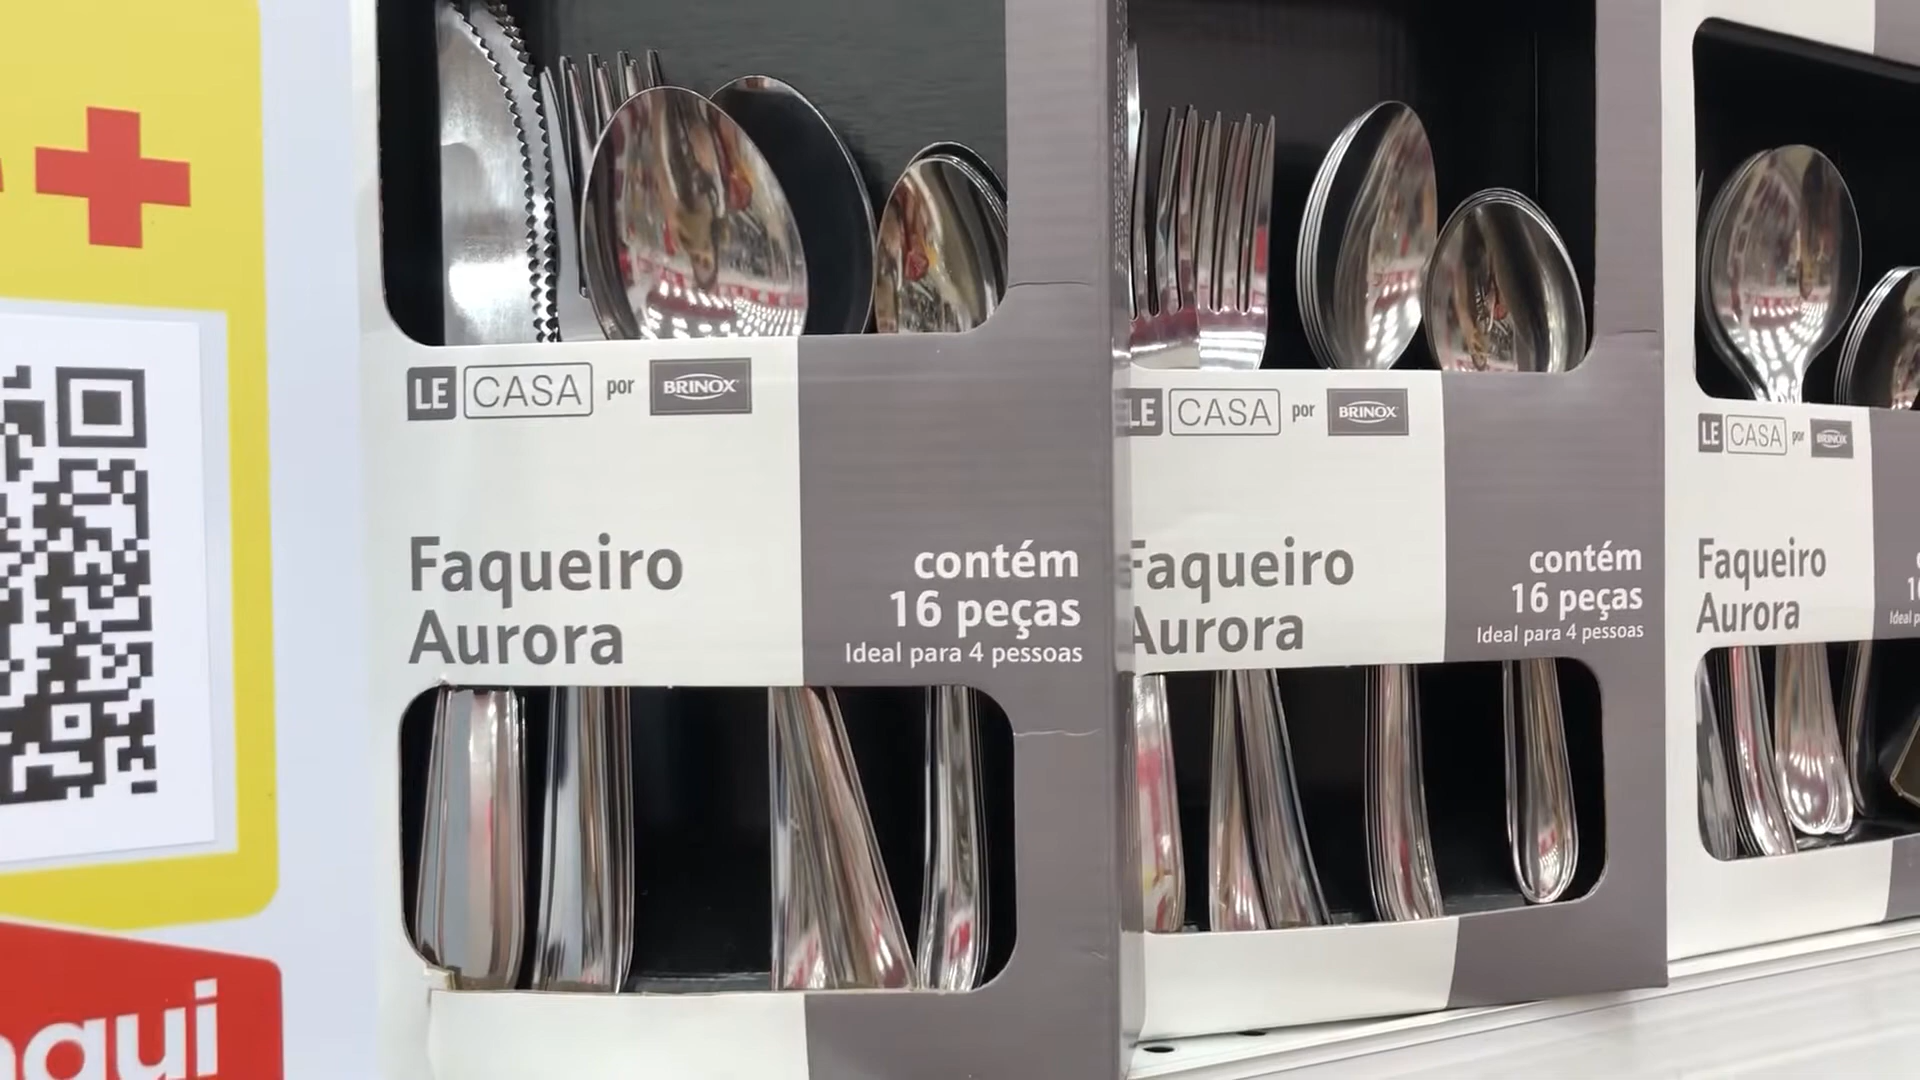 +
aqui
LE CASA por BRINOX
Faqueiro
Aurora
contém
16 peças
Ideal para 4 pessoas
LE CASA por BRINOX
Faqueiro
Aurora
contém
16 peças
Ideal para 4 pessoas
LE CASA por BRINOX
Faqueiro
Aurora